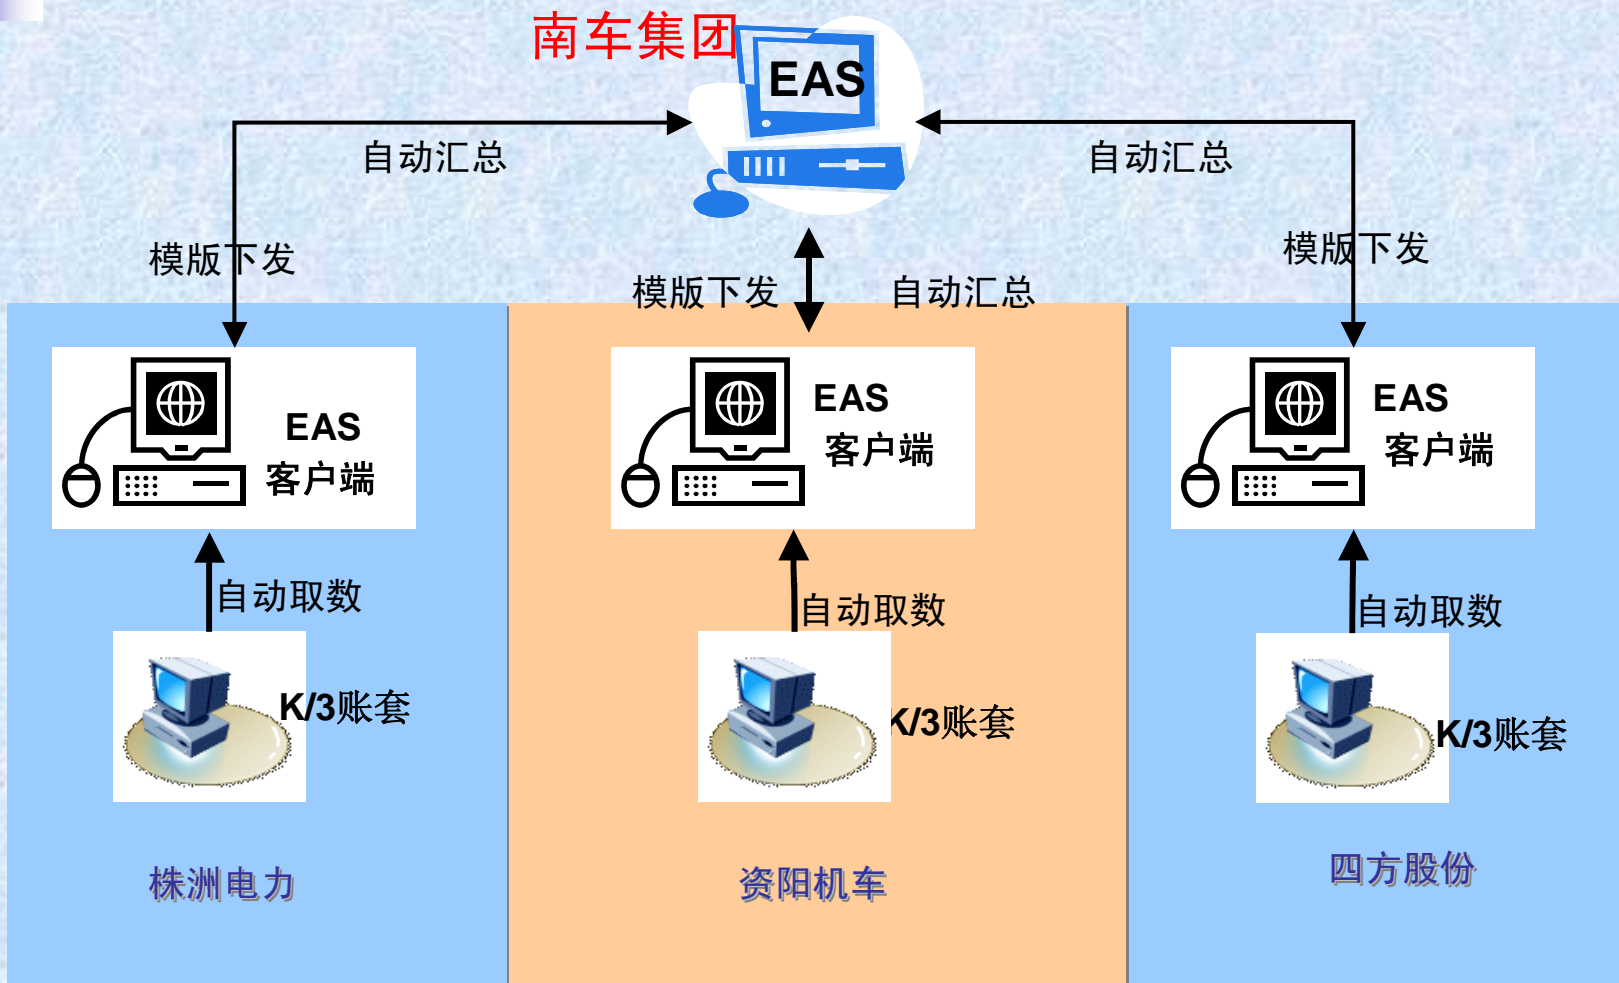 南车集团
EAS
自动汇总
自动汇总
模版下发
模版下发
自动汇总
模版下发
EAS
客户端
EAS
客户端
EAS
客户端
自动取数
自动取数
自动取数
K/3账套
K/3账套
K/3账套
株洲电力
资阳机车
四方股份